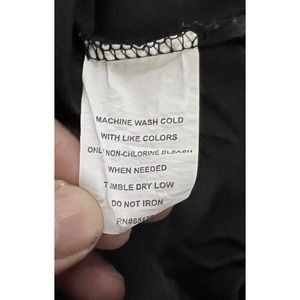 MACHINE WASH COLD
WITH LIKE COLORS
ONLY NON-CHLORINE BLEACH
WHEN NEEDED
TUMBLE DRY LOW
DO NOT IRON